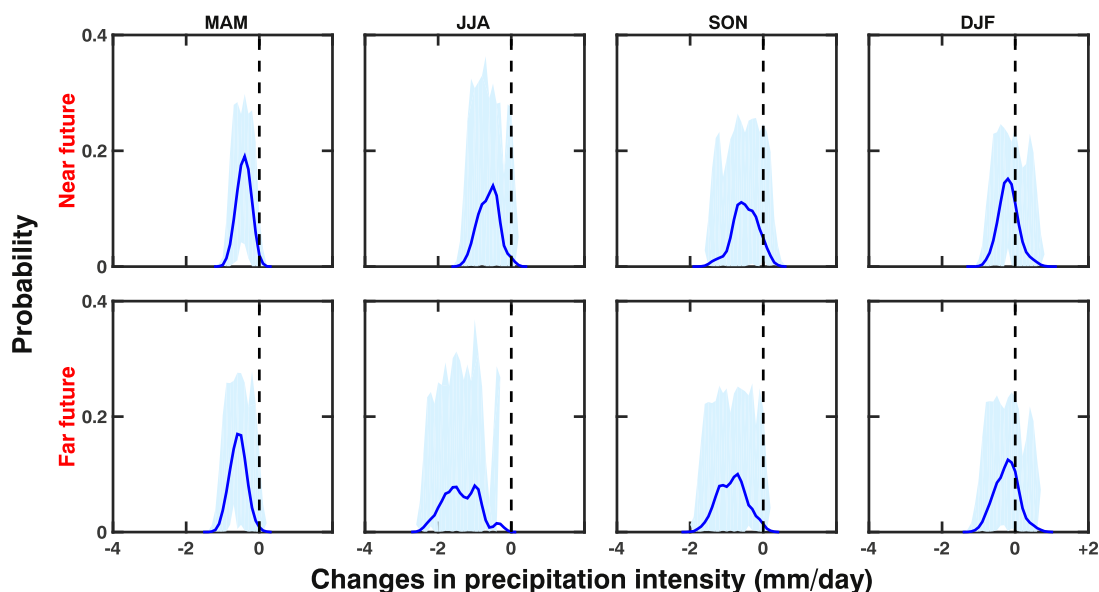 MAM JJA SON DJF
0.4
0.2
0
Near future
Probability
0.4
0.2
0
Far future
-4 -2 0 -4 -2 0 -4 -2 0 -4 -2 0 +2
Changes in precipitation intensity (mm/day)